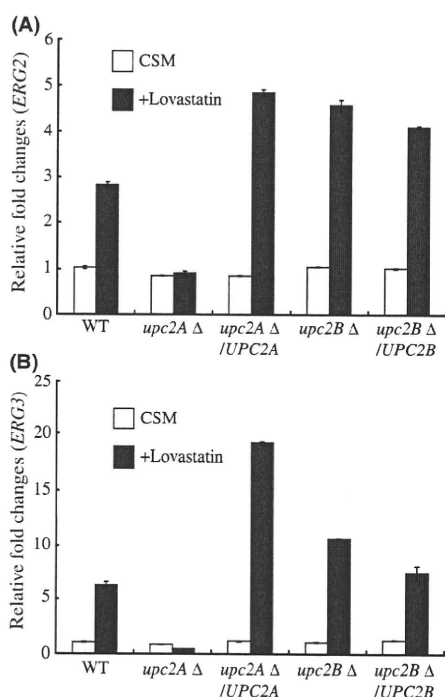 (A)
Relative fold changes (ERG2)
6
5
4
3
2
1
0
CSM
+Lovastatin
WT
upc2A Δ
upc2A Δ
/UPC2A
upc2B Δ
upc2B Δ
/UPC2B
(B)
Relative fold changes (ERG3)
25
20
15
10
5
0
CSM
+Lovastatin
WT
upc2A Δ
upc2A Δ
/UPC2A
upc2B Δ
upc2B Δ
/UPC2B